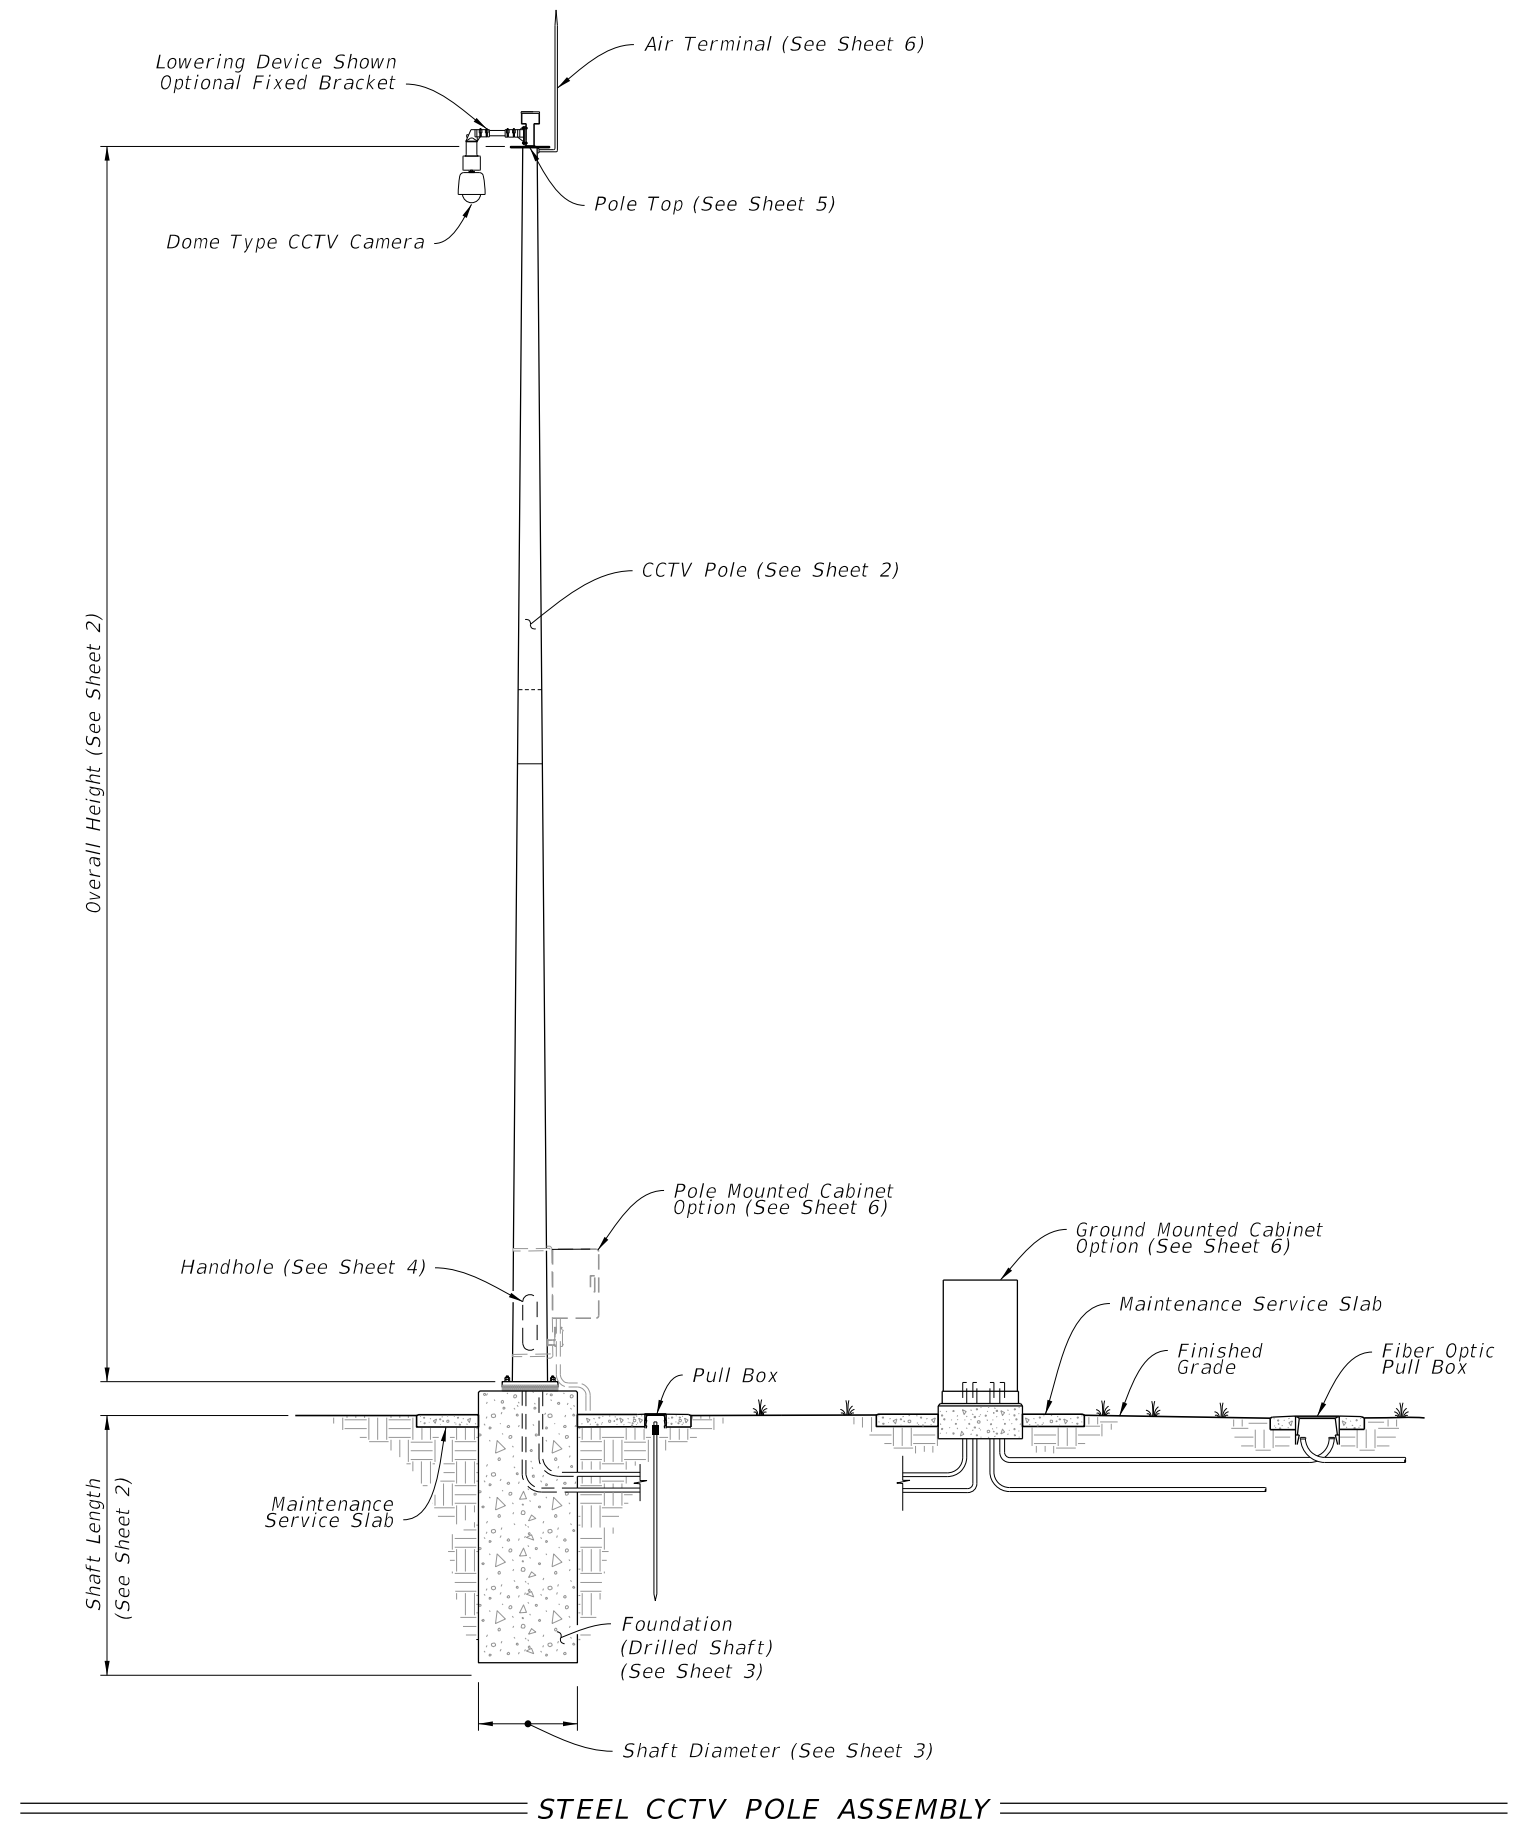 Air Terminal (See Sheet 6)
Lowering Device Shown
Optional Fixed Bracket
Pole Top (See Sheet 5)
Dome Type CCTV Camera
CCTV Pole (See Sheet 2)
Overall Height (See Sheet 2)
Pole Mounted Cabinet
Option (See Sheet 6)
Ground Mounted Cabinet
Option (See Sheet 6)
Handhole (See Sheet 4)
Maintenance Service Slab
Finished
Grade
Fiber Optic
Pull Box
Pull Box
Maintenance
Service Slab
Shaft Length
(See Sheet 2)
Foundation
(Drilled Shaft)
(See Sheet 3)
Shaft Diameter (See Sheet 3)
STEEL CCTV POLE ASSEMBLY